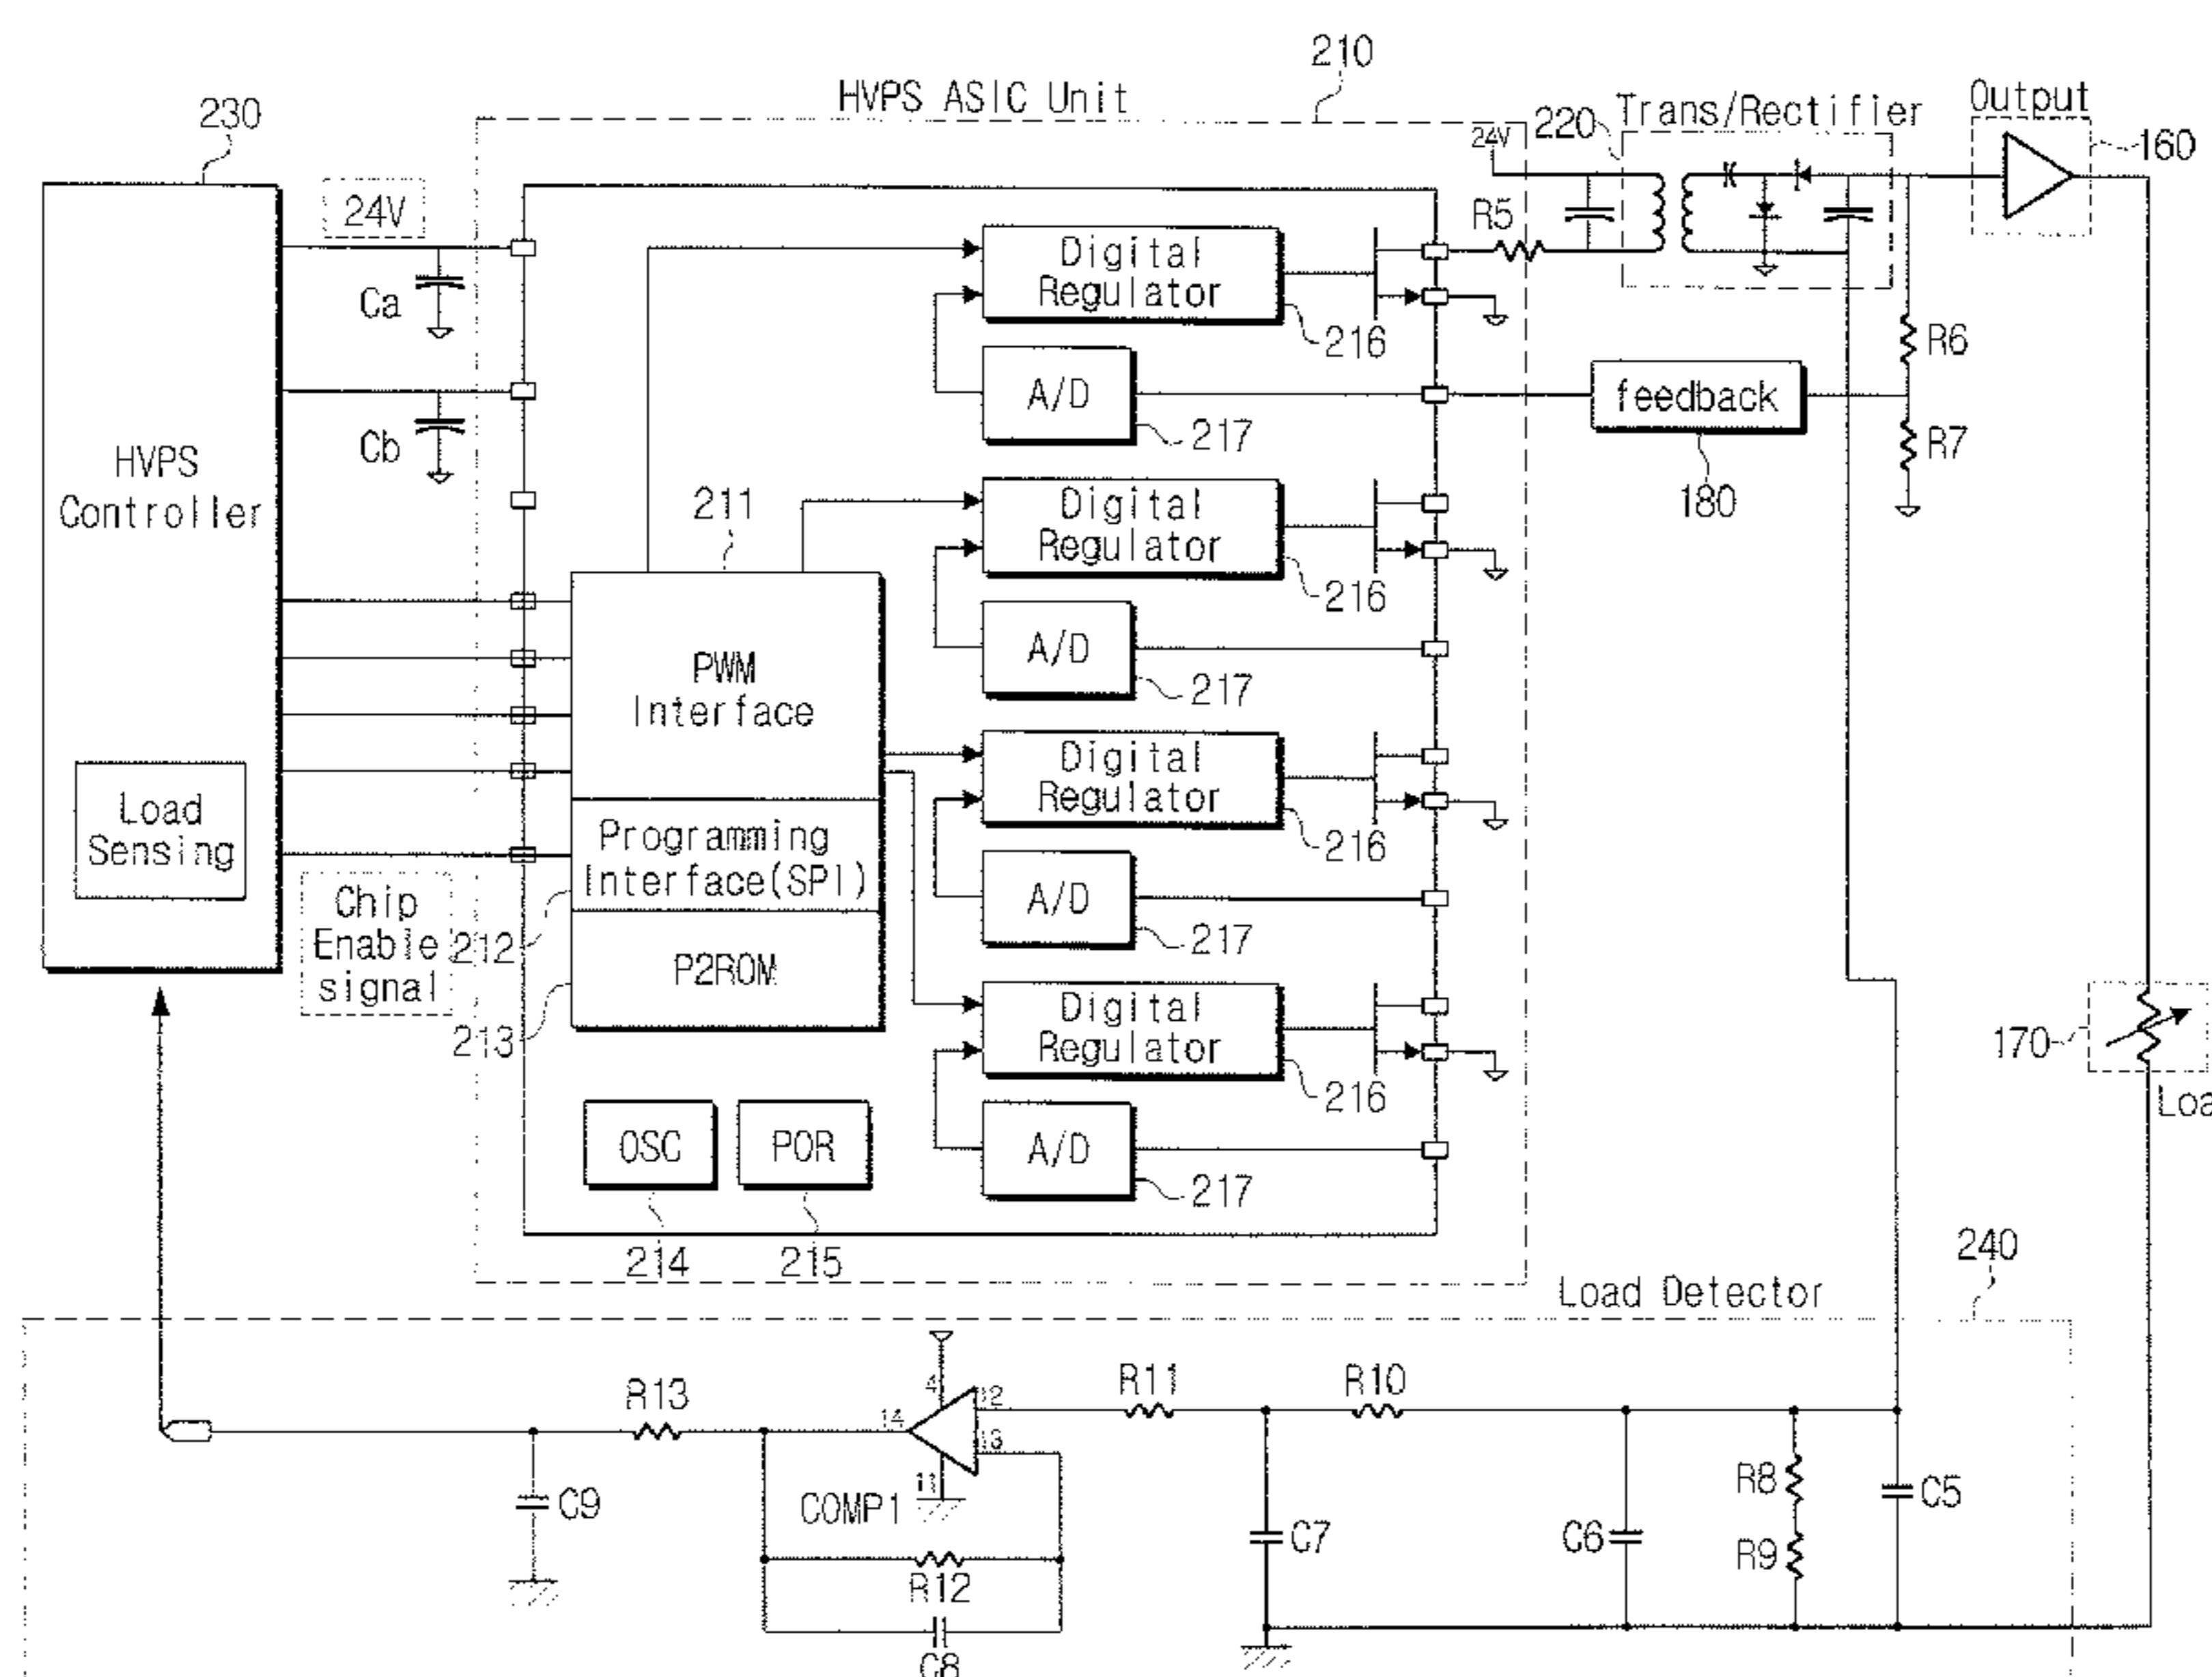 210
HVPS ASIC Unit
230
24V
220
Trans/Rectifier
Output
160
24V
Ca
Cb
HVPS
Controller
Load
Sensing
Chip
Enable
signal
Digital
Regulator
216
A/D
217
R5
R6
feedback
R7
180
211
Digital
Regulator
216
A/D
217
PWM
Interface
Programming
Interface(SPI)
212
P2ROM
213
Digital
Regulator
216
A/D
217
Digital
Regulator
216
A/D
217
OSC
POR
214
215
170
Loa
240
Load Detector
R13
4
14
12
13
11
COMP1
R11
R10
C9
R12
C8
C7
C6
R8
R9
C5